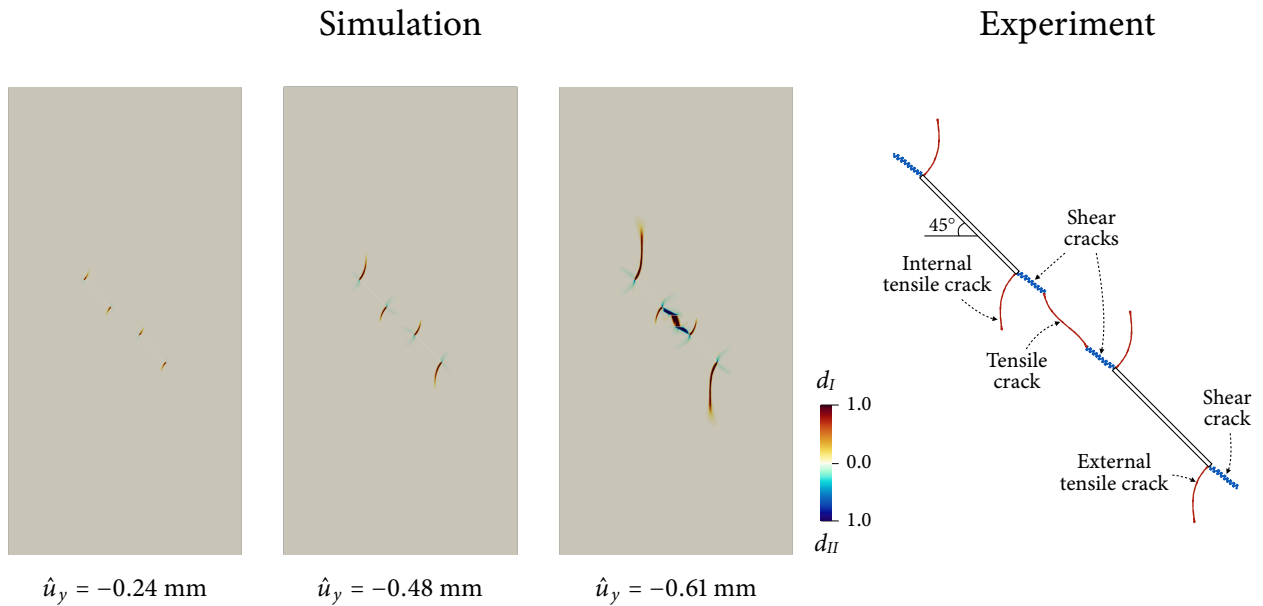 Simulation
Experiment
45°
Shear
cracks
Internal
tensile crack
Tensile
crack
Shear
crack
External
tensile crack
d_I
1.0
0.0
1.0
d_II
û_y = −0.24 mm
û_y = −0.48 mm
û_y = −0.61 mm